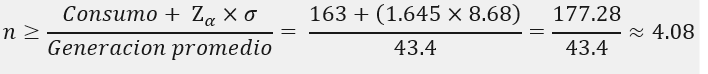 n ≥ (Consumo + Z_α × σ) / (Generacion promedio) = (163 + (1.645 × 8.68)) / 43.4 = 177.28 / 43.4 ≈ 4.08